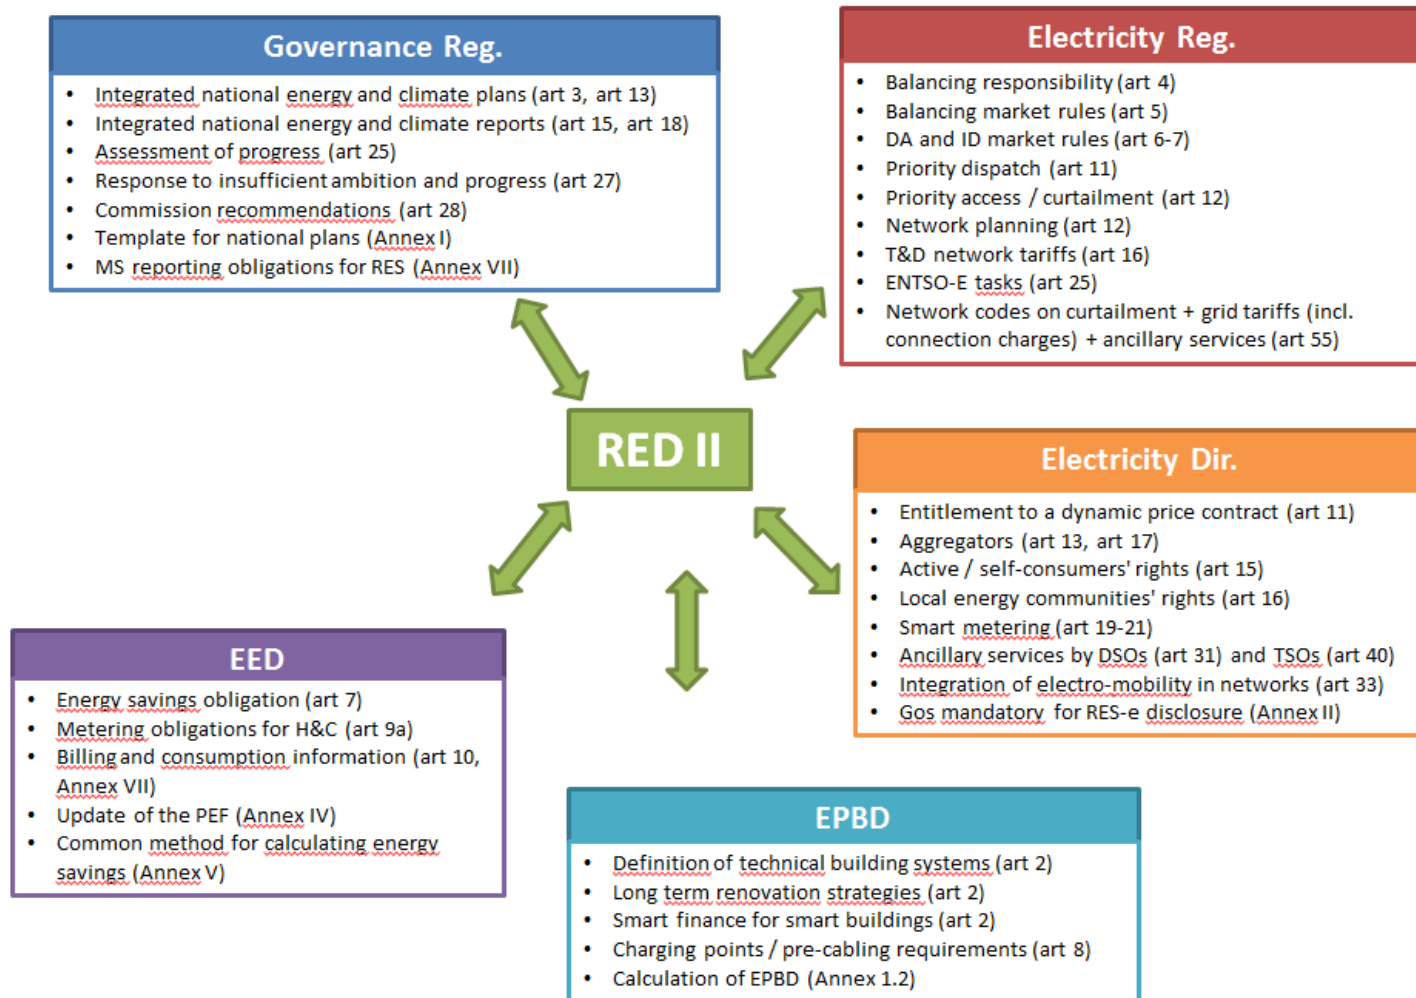 Governance Reg.
• Integrated national energy and climate plans (art 3, art 13)
• Integrated national energy and climate reports (art 15, art 18)
• Assessment of progress (art 25)
• Response to insufficient ambition and progress (art 27)
• Commission recommendations (art 28)
• Template for national plans (Annex I)
• MS reporting obligations for RES (Annex VII)
Electricity Reg.
• Balancing responsibility (art 4)
• Balancing market rules (art 5)
• DA and ID market rules (art 6-7)
• Priority dispatch (art 11)
• Priority access / curtailment (art 12)
• Network planning (art 12)
• T&D network tariffs (art 16)
• ENTSO-E tasks (art 25)
• Network codes on curtailment + grid tariffs (incl.
connection charges) + ancillary services (art 55)
RED II
Electricity Dir.
• Entitlement to a dynamic price contract (art 11)
• Aggregators (art 13, art 17)
• Active / self-consumers' rights (art 15)
• Local energy communities' rights (art 16)
• Smart metering (art 19-21)
• Ancillary services by DSOs (art 31) and TSOs (art 40)
• Integration of electro-mobility in networks (art 33)
• Gos mandatory for RES-e disclosure (Annex II)
EED
• Energy savings obligation (art 7)
• Metering obligations for H&C (art 9a)
• Billing and consumption information (art 10,
Annex VII)
• Update of the PEF (Annex IV)
• Common method for calculating energy
savings (Annex V)
EPBD
• Definition of technical building systems (art 2)
• Long term renovation strategies (art 2)
• Smart finance for smart buildings (art 2)
• Charging points / pre-cabling requirements (art 8)
• Calculation of EPBD (Annex 1.2)